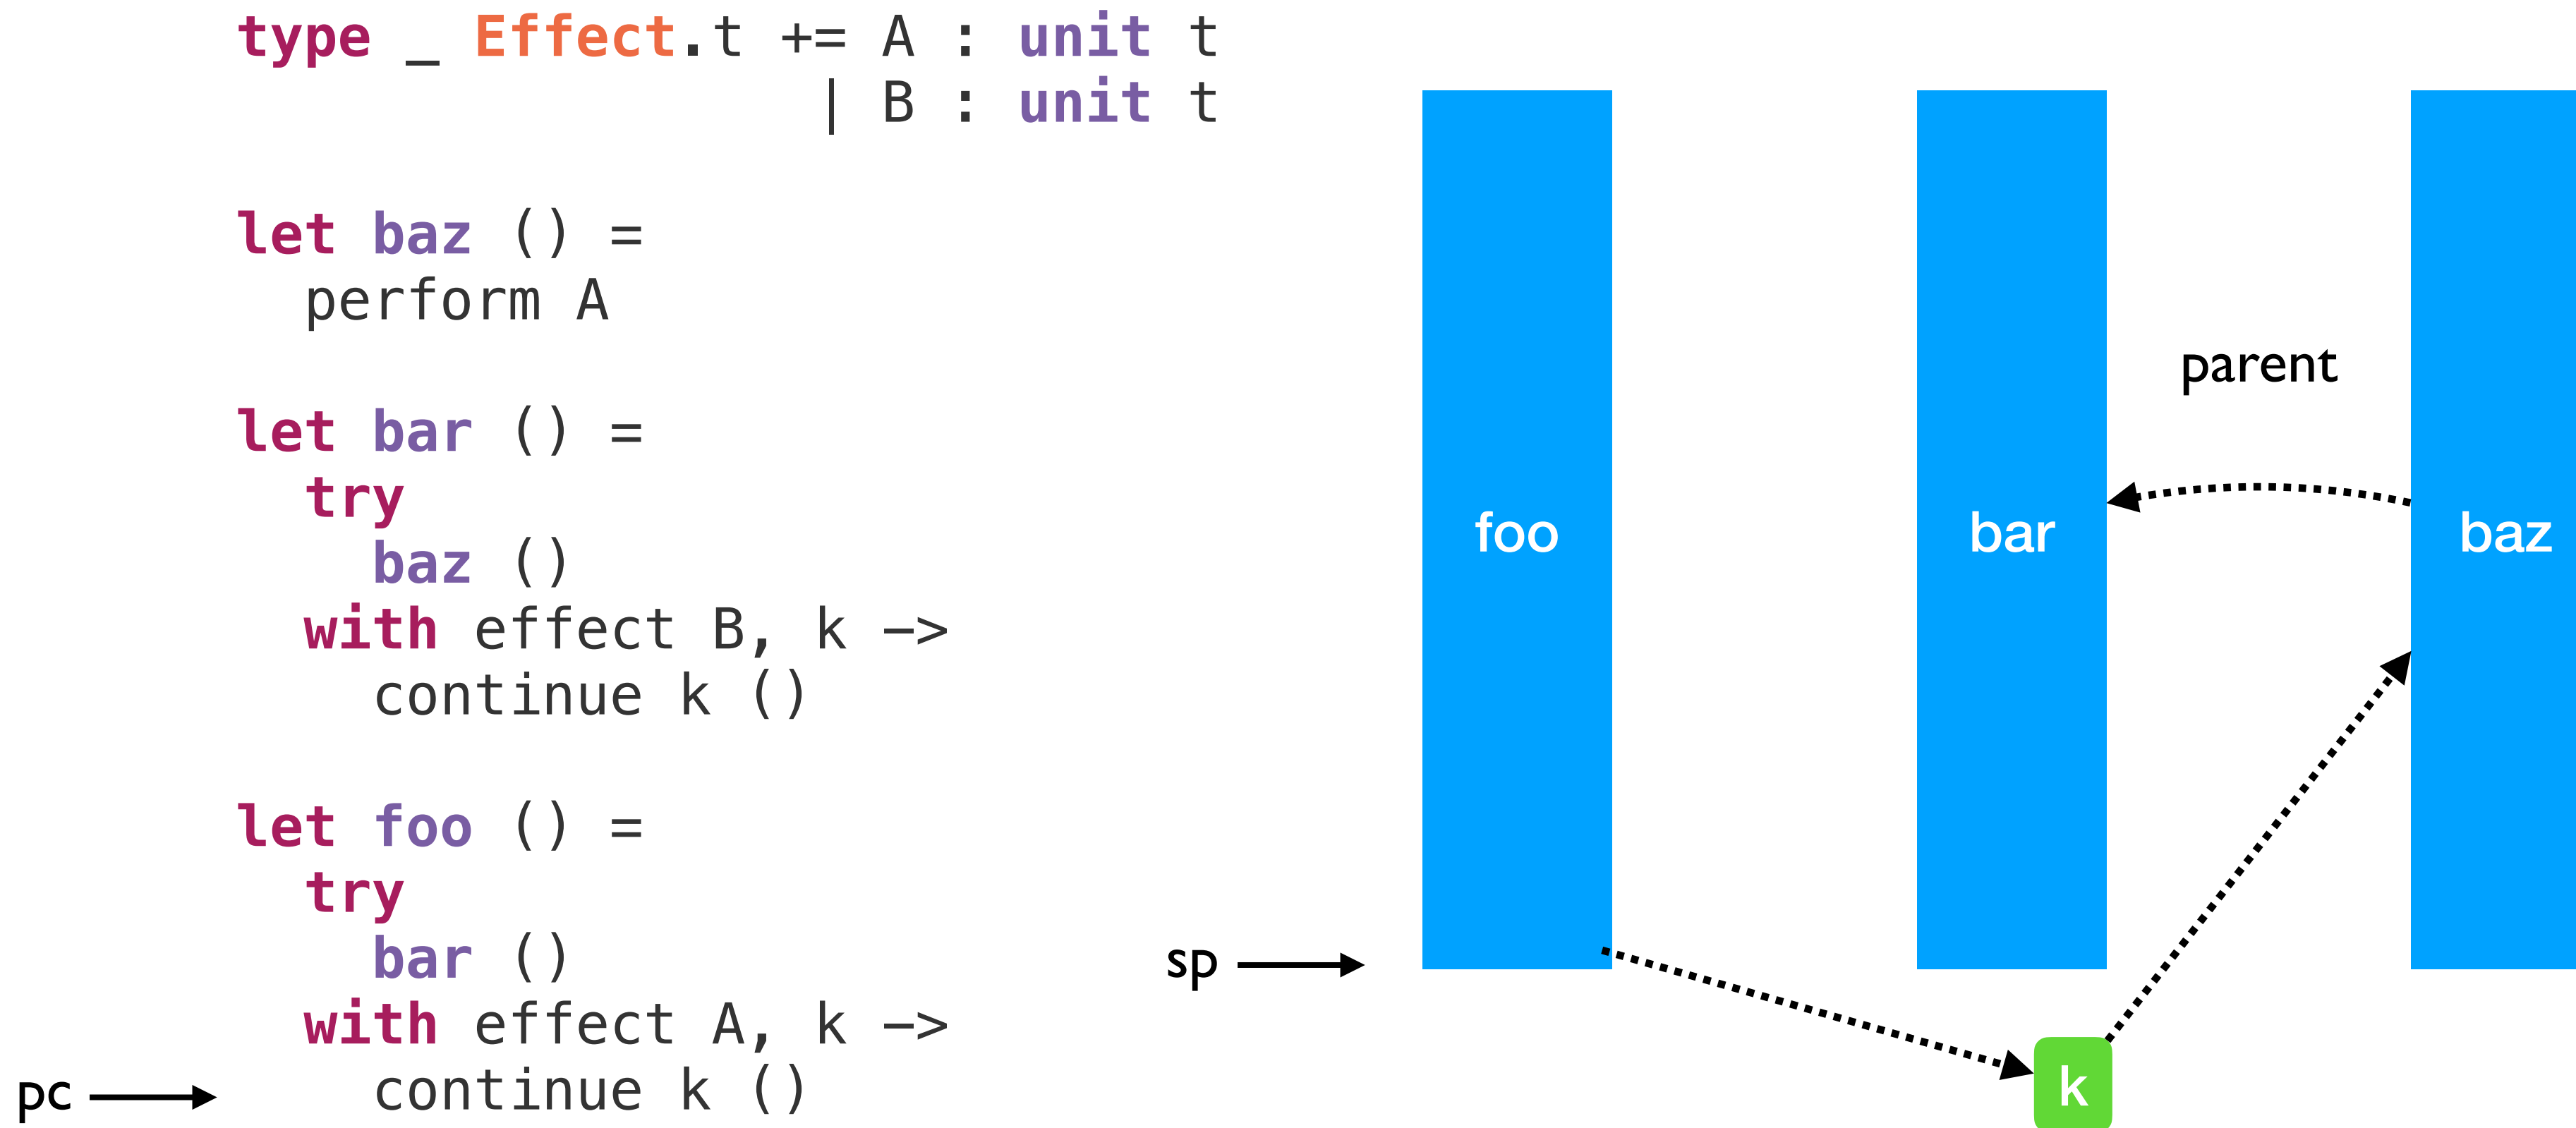 type _ Effect.t += A : unit t
                 | B : unit t
let baz () =
  perform A
let bar () =
  try
    baz ()
  with effect B, k ->
    continue k ()
let foo () =
  try
    bar ()
  with effect A, k ->
    continue k ()
pc
sp
foo
bar
parent
baz
k